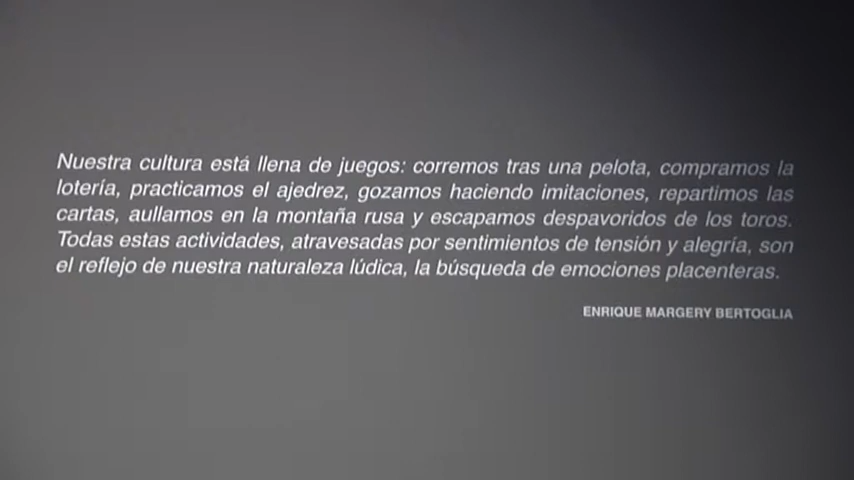 Nuestra cultura está llena de juegos: corremos tras una pelota, compramos la
lotería, practicamos el ajedrez, gozamos haciendo imitaciones, repartimos las
cartas, aullamos en la montaña rusa y escapamos despavoridos de los toros.
Todas estas actividades, atravesadas por sentimientos de tensión y alegría, son
el reflejo de nuestra naturaleza lúdica, la búsqueda de emociones placenteras.
ENRIQUE MARGERY BERTOGLIA